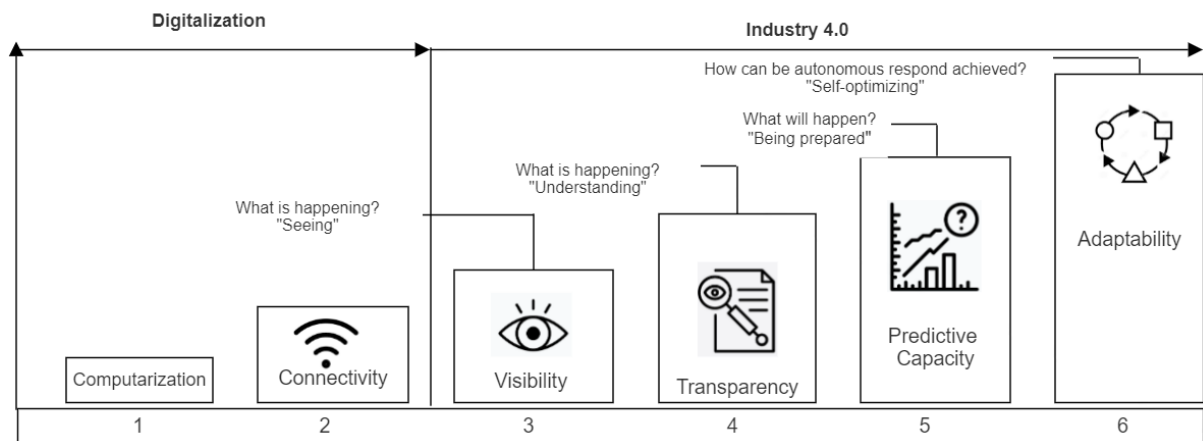 Digitalization
Industry 4.0
How can be autonomous respond achieved?
"Self-optimizing"
What will happen?
"Being prepared"
What is happening?
"Understanding"
What is happening?
"Seeing"
Computarization
Connectivity
Visibility
Transparency
?
Predictive
Capacity
Adaptability
1
2
3
4
5
6